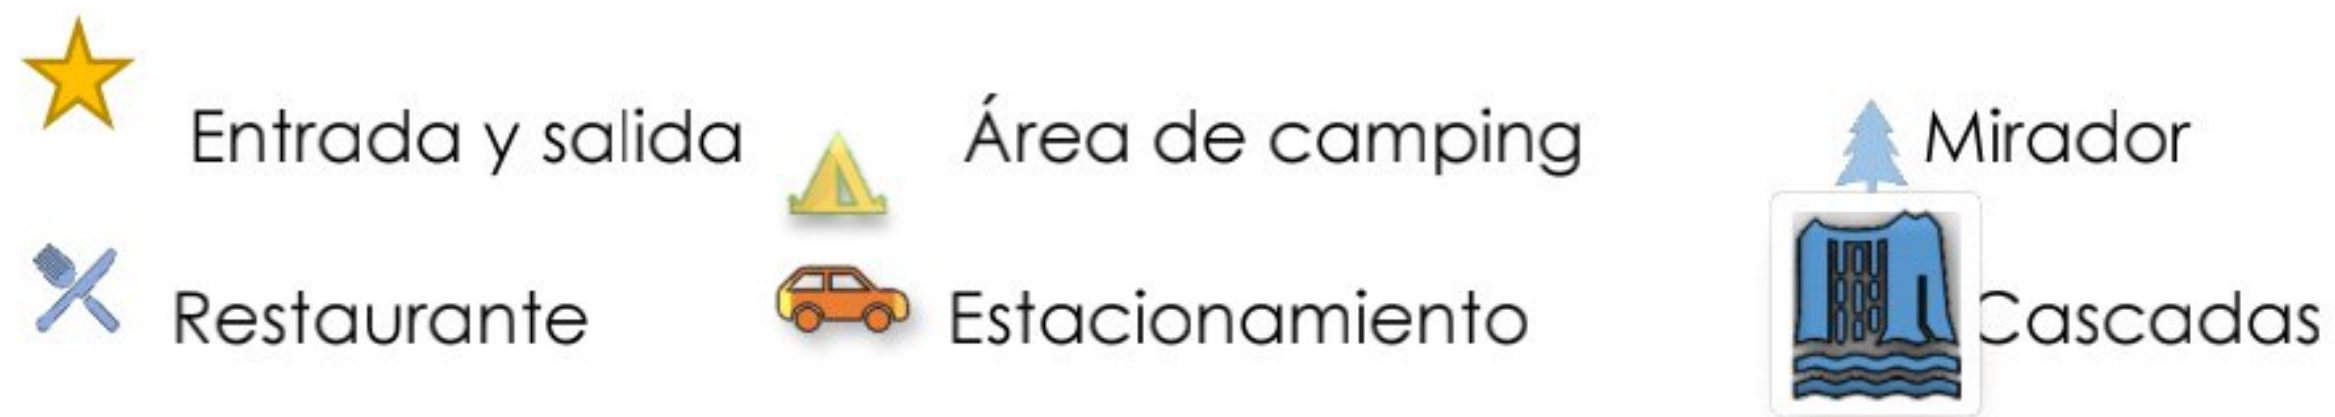 Entrada y salida
Área de camping
Mirador
Restaurante
Estacionamiento
Cascadas